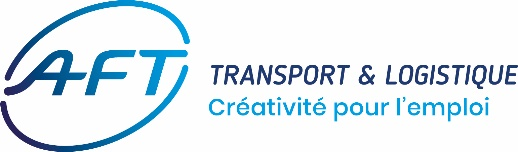 AFT
TRANSPORT & LOGISTIQUE
Créativité pour l'emploi